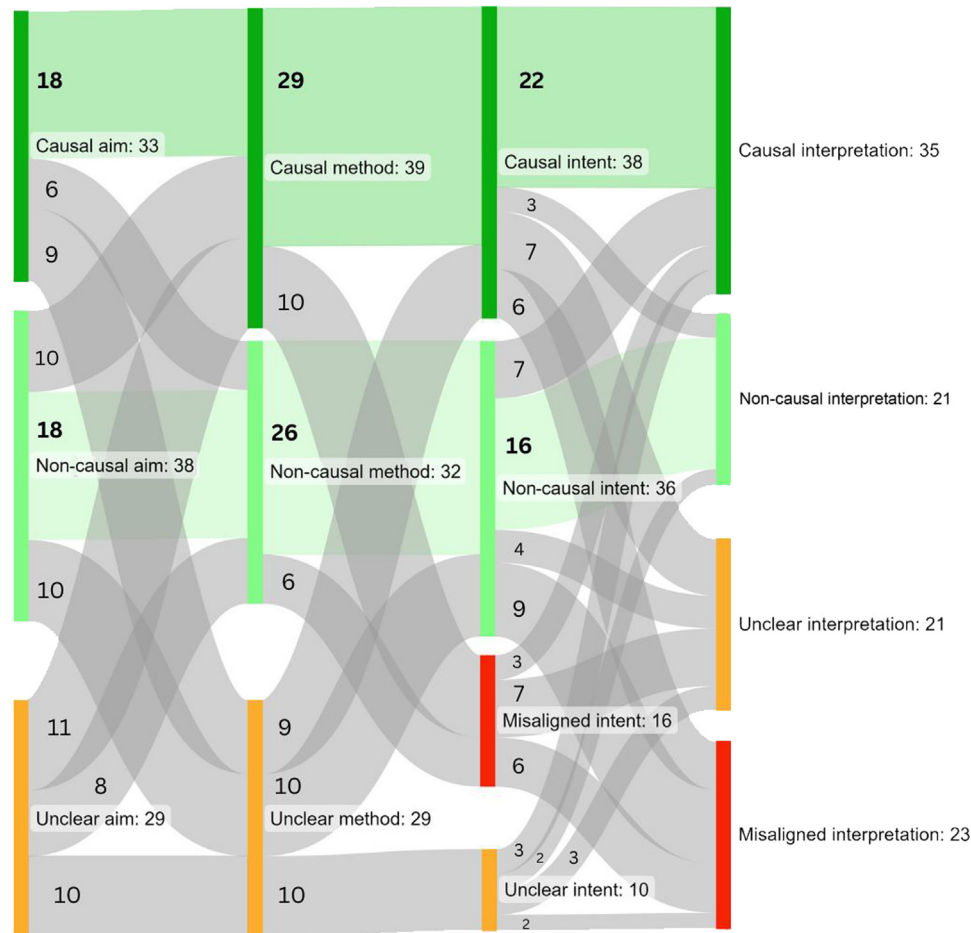 18
Causal aim: 33
6
9
10
18
Non-causal aim: 38
10
11
8
Unclear aim: 29
10
29
Causal method: 39
10
26
Non-causal method: 32
6
9
10
Unclear method: 29
10
22
Causal intent: 38
3
7
6
7
16
Non-causal intent: 36
4
9
3
7
Misaligned intent: 16
6
3
2
3
Unclear intent: 10
2
Causal interpretation: 35
Non-causal interpretation: 21
Unclear interpretation: 21
Misaligned interpretation: 23